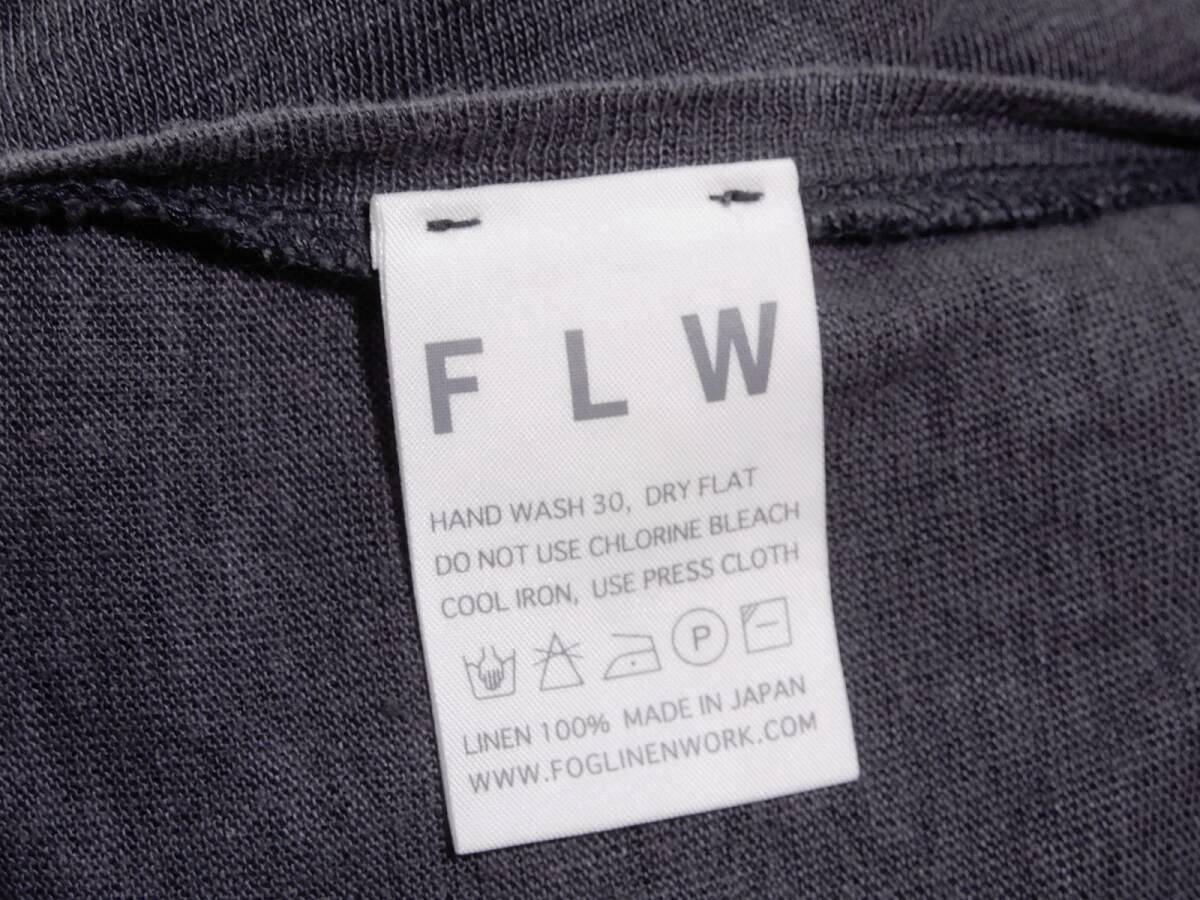 F L W
HAND WASH 30, DRY FLAT
DO NOT USE CHLORINE BLEACH
COOL IRON, USE PRESS CLOTH
P
LINEN 100% MADE IN JAPAN
WWW.FOGLINENWORK.COM